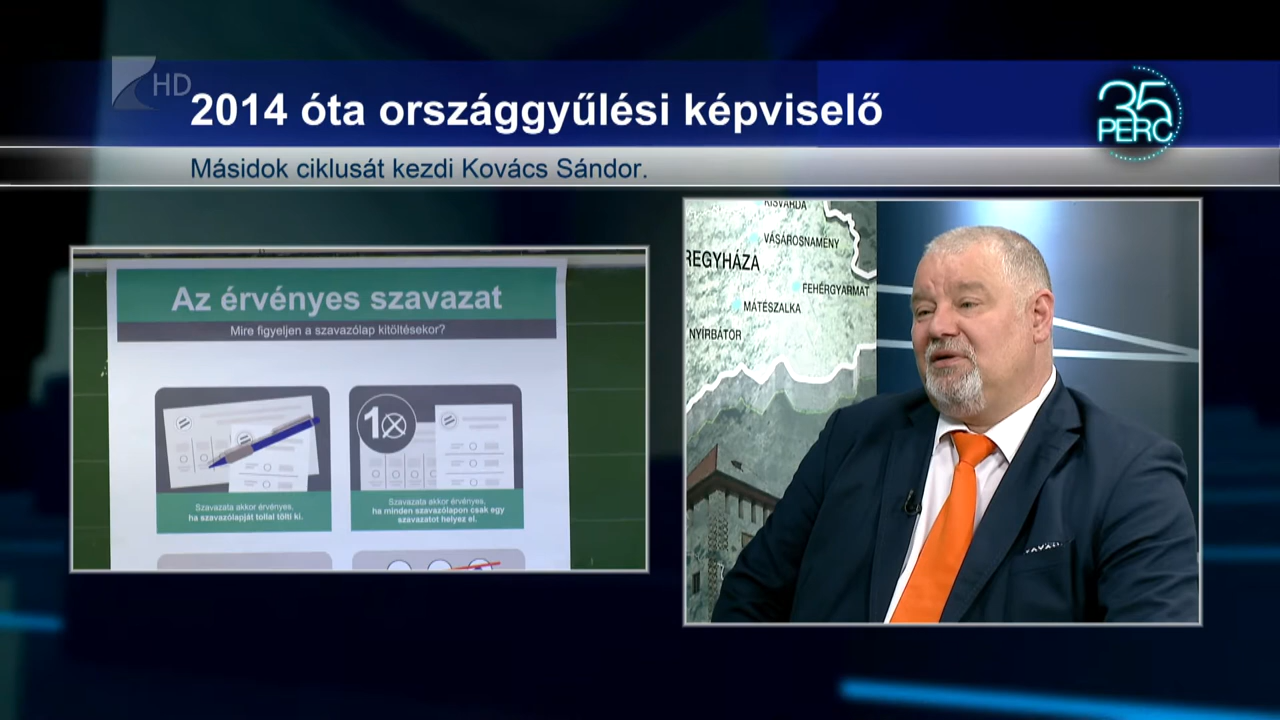 HD
2014 óta országgyűlési képviselő
35
PERC
Másidok ciklusát kezdi Kovács Sándor.
Az érvényes szavazat
Mire figyeljen a szavazólap kitöltésekor?
1
Szavazata akkor érvényes,
ha szavazólapját tollal tölti ki.
Szavazata akkor érvényes,
ha minden szavazólapon csak egy
szavazatot helyez el.
KISVÁRDA
VÁSÁROSNAMÉNY
REGYHÁZA
FEHÉRGYARMAT
MÁTÉSZALKA
NYÍRBÁTOR